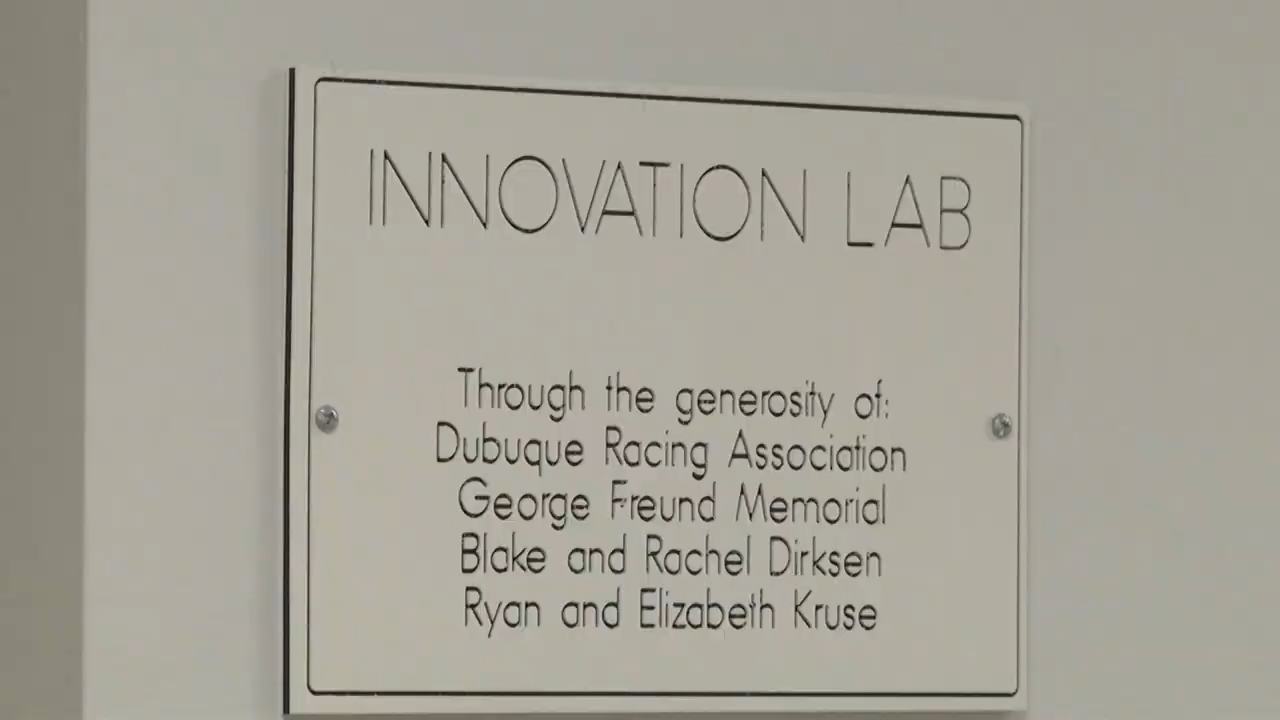 INNOVATION LAB
Through the generosity of:
Dubuque Racing Association
George Freund Memorial
Blake and Rachel Dirksen
Ryan and Elizabeth Kruse